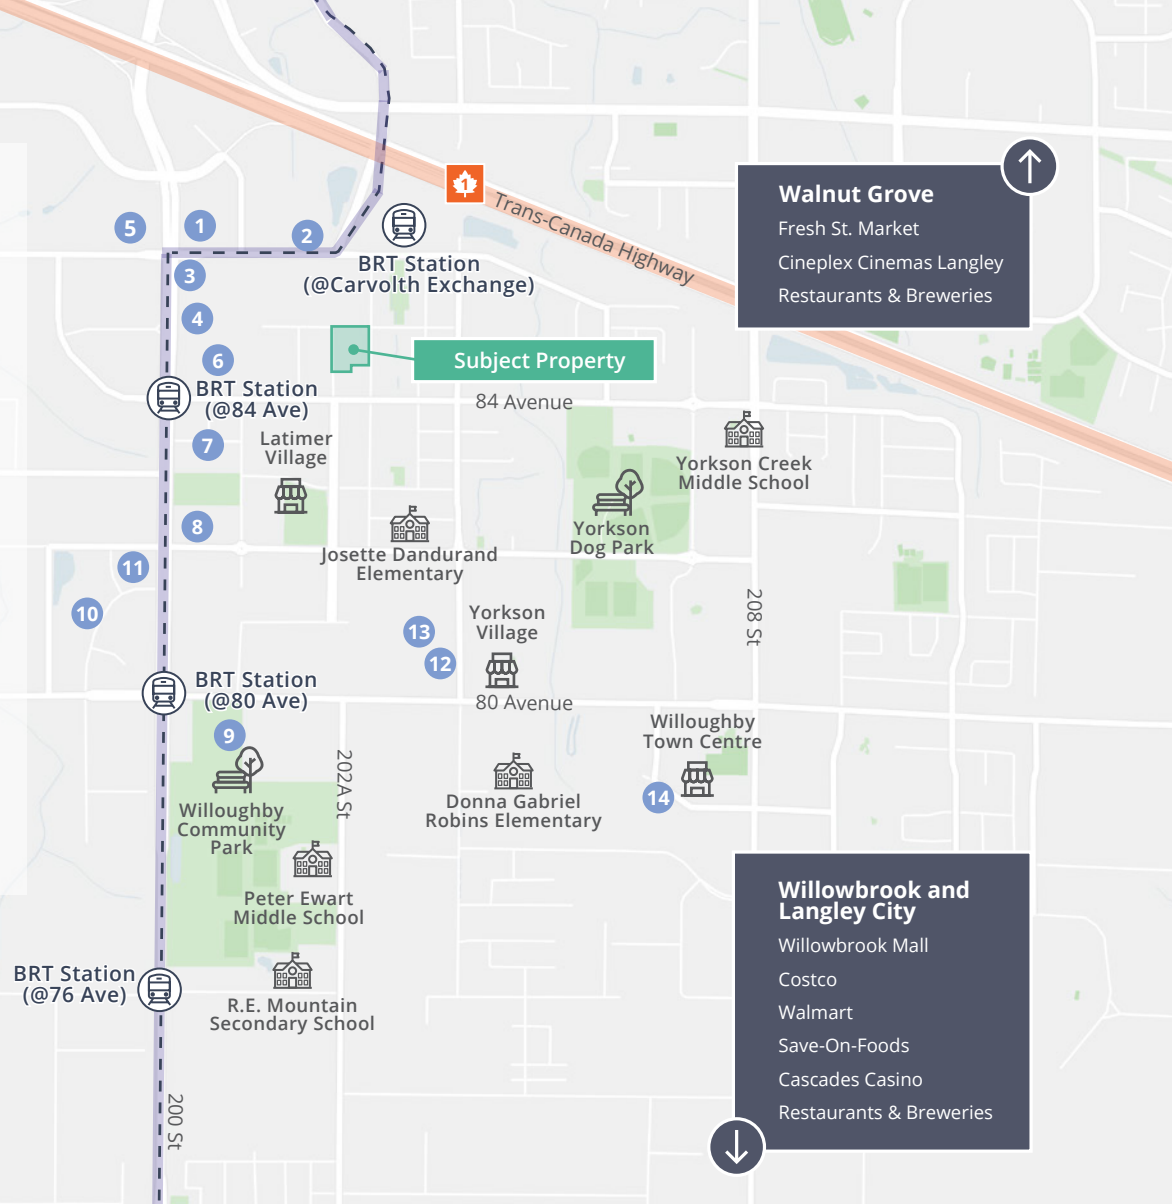 1
Trans-Canada Highway
Walnut Grove
Fresh St. Market
Cineplex Cinemas Langley
Restaurants & Breweries
5
1
2
BRT Station
(@Carvolth Exchange)
3
4
6
Subject Property
BRT Station
(@84 Ave)
84 Avenue
7
Latimer
Village
Yorkson Creek
Middle School
8
Yorkson
Dog Park
Josette Dandurand
Elementary
11
10
208 St
13
12
Yorkson
Village
BRT Station
(@80 Ave)
80 Avenue
9
Willoughby
Town Centre
14
202A St
Willoughby
Community
Park
Donna Gabriel
Robins Elementary
Peter Ewart
Middle School
BRT Station
(@76 Ave)
R.E. Mountain
Secondary School
200 St
Willowbrook and
Langley City
Willowbrook Mall
Costco
Walmart
Save-On-Foods
Cascades Casino
Restaurants & Breweries